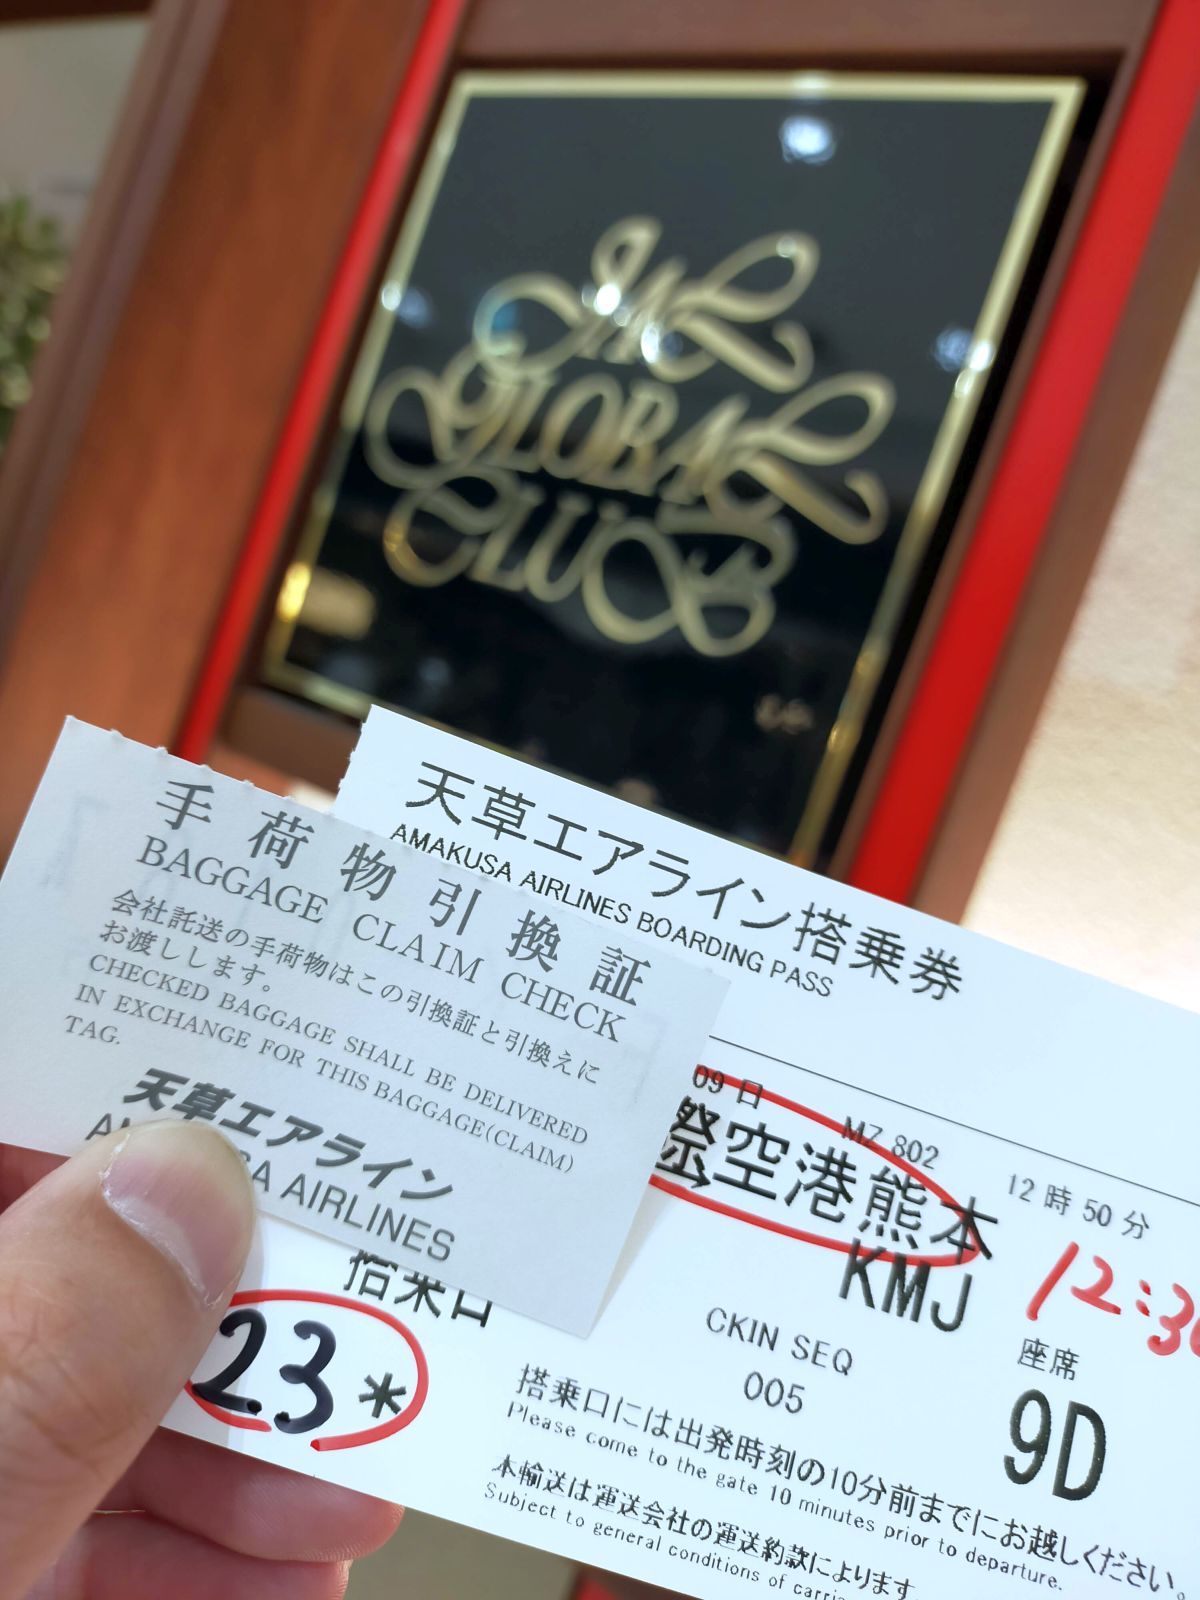 JAL
GLOBAL
CLUB
手荷物引換証
BAGGAGE CLAIM CHECK
会社託送の手荷物はこの引換証と引換えに
お渡しします。
CHECKED BAGGAGE SHALL BE DELIVERED
IN EXCHANGE FOR THIS BAGGAGE(CLAIM)
TAG.
天草エアライン
AIRLINES
天草エアライン搭乗券
AMAKUSA AIRLINES BOARDING PASS
09日 MZ 802 12時50分
空港熊本
KMJ
12:30
搭乗口
23*
CKIN SEQ
005
座席
9D
搭乗口には出発時刻の10分前までにお越しください。
Please come to the gate 10 minutes prior to departure.
本輸送は運送会社の運送約款によります
Subject to general conditions of